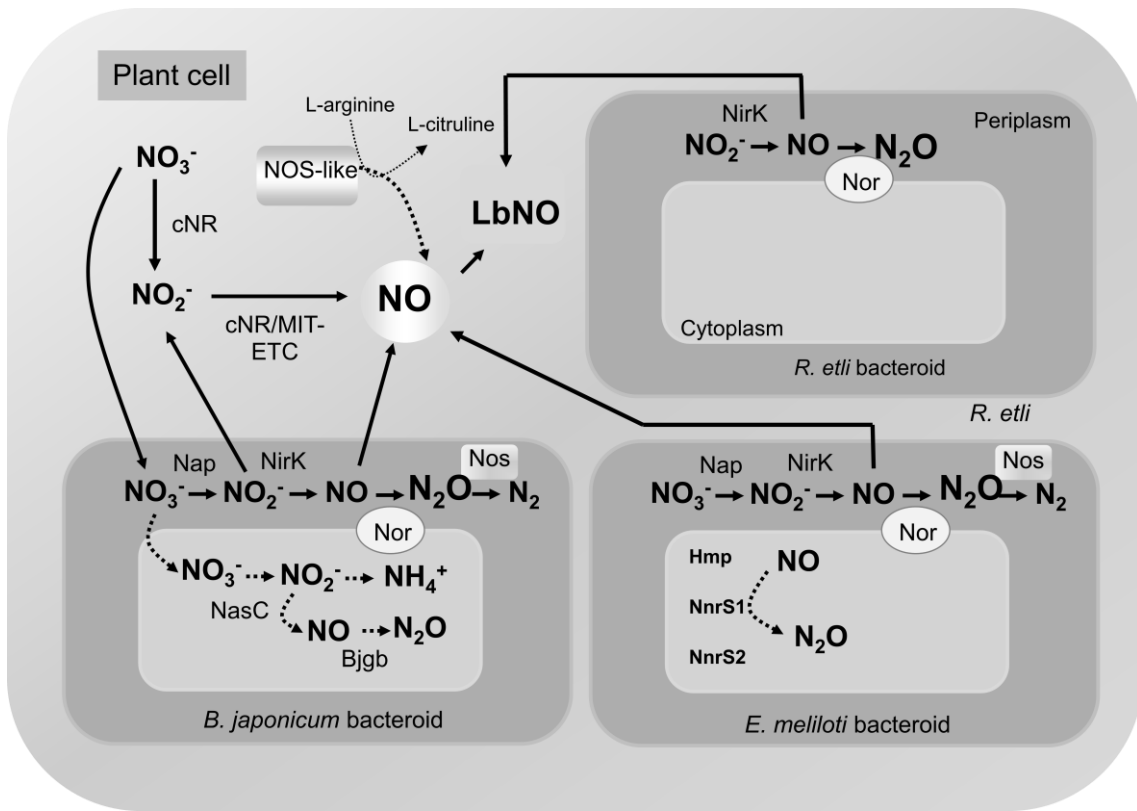 Plant cell
L-arginine
L-citruline
NOS-like
NO₃⁻
cNR
NO₂⁻
cNR/MIT-
ETC
NO
LbNO
NirK
Periplasm
NO₂⁻ NO N₂O
Nor
Cytoplasm
R. etli bacteroid
R. etli
Nap NirK Nos
NO₃⁻ NO₂⁻ NO N₂O N₂
Nor
NO₃⁻ NO₂⁻ NH₄⁺
NasC
NO N₂O
Bjgb
B. japonicum bacteroid
Nap NirK Nos
NO₃⁻ NO₂⁻ NO N₂O N₂
Nor
Hmp NO
NnrS1
N₂O
NnrS2
E. meliloti bacteroid